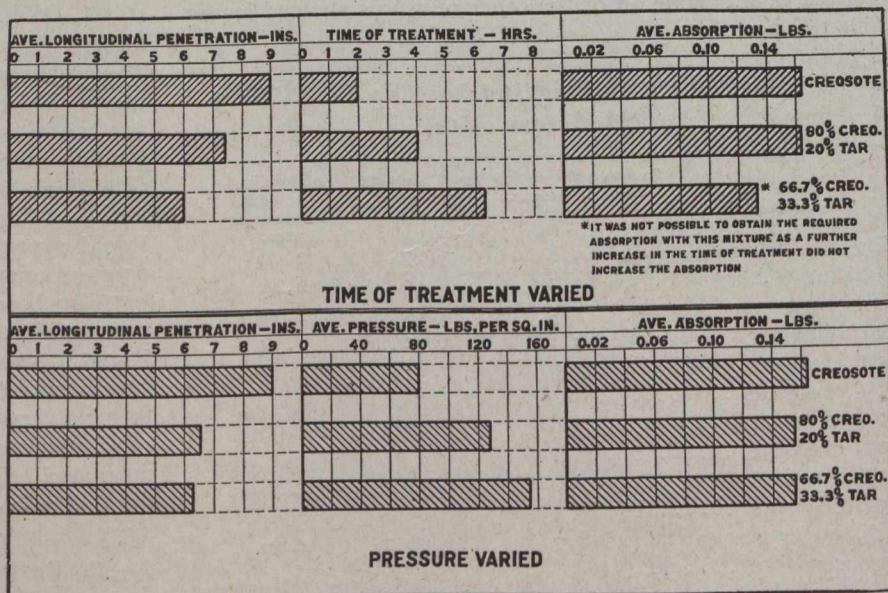 AVE. LONGITUDINAL PENETRATION—INS. TIME OF TREATMENT — HRS. AVE. ABSORPTION — LBS.
0 1 2 3 4 5 6 7 8 9 0 1 2 3 4 6 7 8 0.02 0.06 0.10 0.14
CREOSOTE
80% CREO.
20% TAR
* 66.7% CREO.
33.3% TAR
*IT WAS NOT POSSIBLE TO OBTAIN THE REQUIRED
ABSORPTION WITH THIS MIXTURE AS A FURTHER
INCREASE IN THE TIME OF TREATMENT DID NOT
INCREASE THE ABSORPTION
TIME OF TREATMENT VARIED
AVE. LONGITUDINAL PENETRATION—INS. AVE. PRESSURE—LBS, PER SQ. IN. AVE. ABSORPTION — LBS.
0 1 2 3 4 5 6 7 8 9 0 40 80 120 160 0.02 0.06 0.10 0.14
CREOSOTE
80% CREO.
20% TAR
66.7% CREO.
33.3% TAR
PRESSURE VARIED